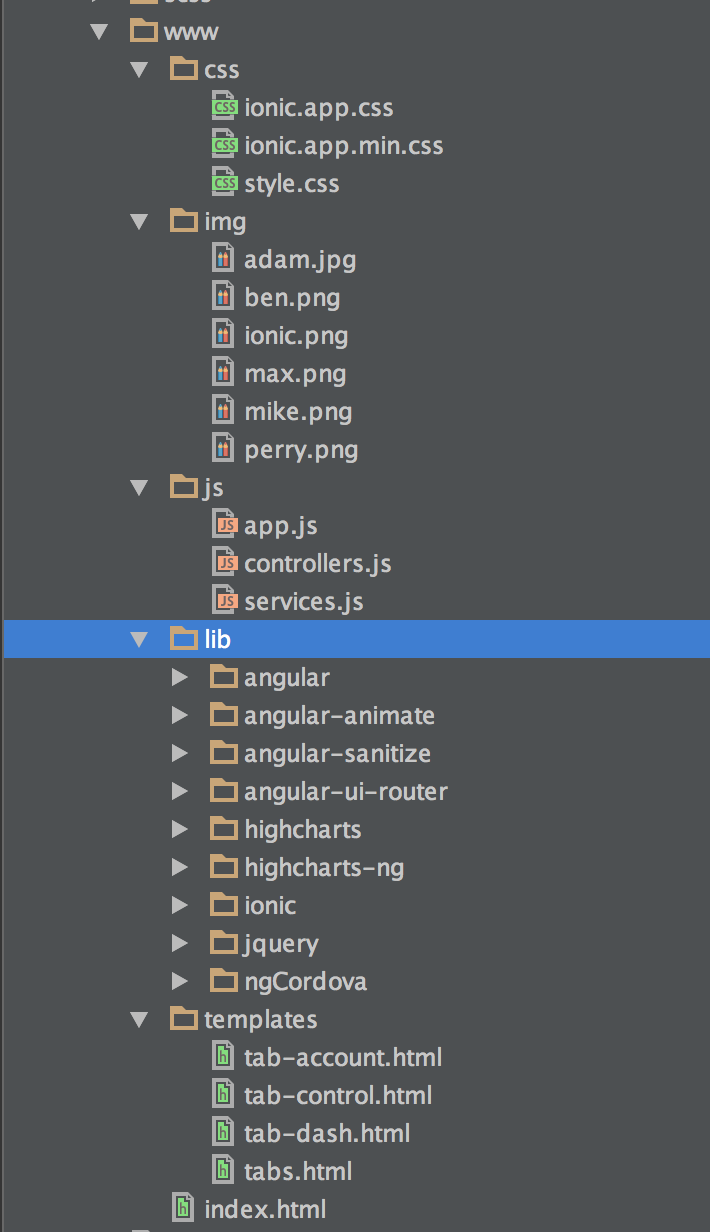 www
css
ionic.app.css
ionic.app.min.css
style.css
img
adam.jpg
ben.png
ionic.png
max.png
mike.png
perry.png
js
app.js
controllers.js
services.js
lib
angular
angular-animate
angular-sanitize
angular-ui-router
highcharts
highcharts-ng
ionic
jquery
ngCordova
templates
tab-account.html
tab-control.html
tab-dash.html
tabs.html
index.html